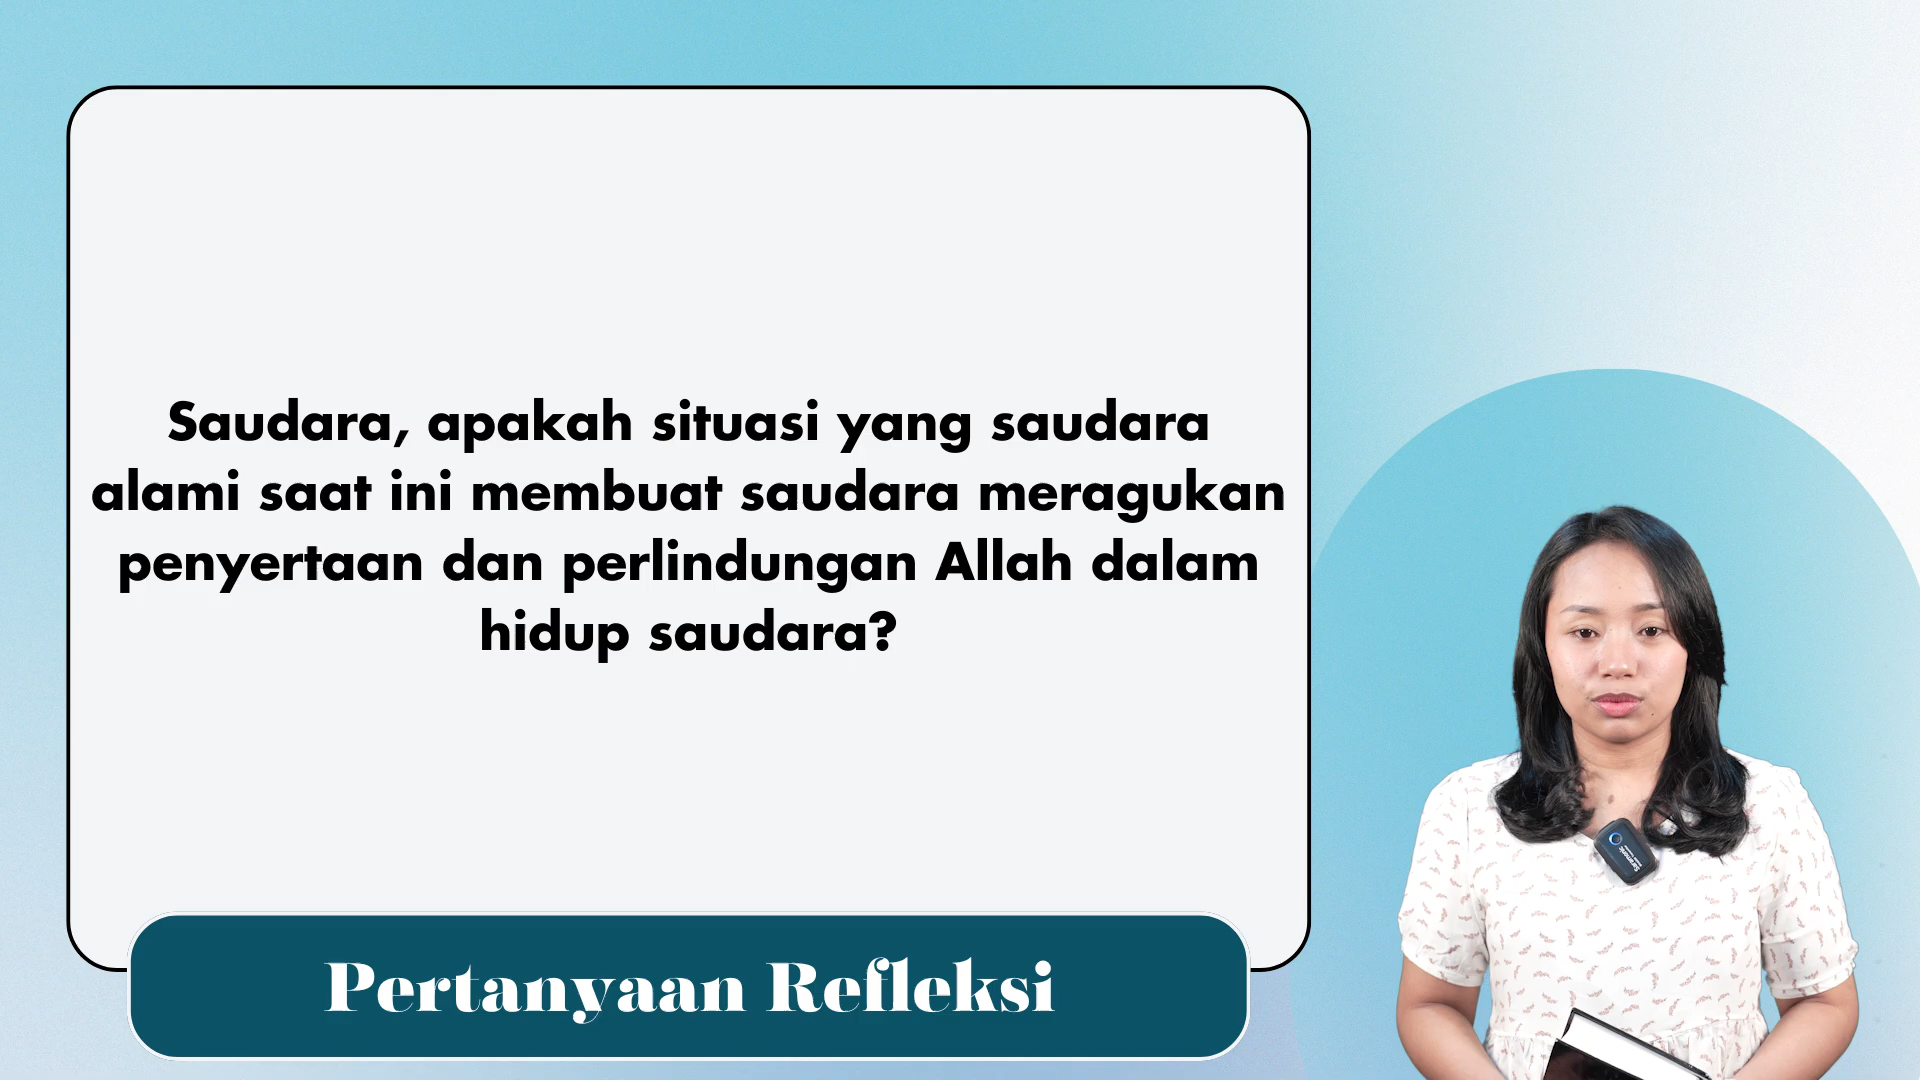 Saudara, apakah situasi yang saudara
alami saat ini membuat saudara meragukan
penyertaan dan perlindungan Allah dalam
hidup saudara?
Pertanyaan Refleksi
Saramonic